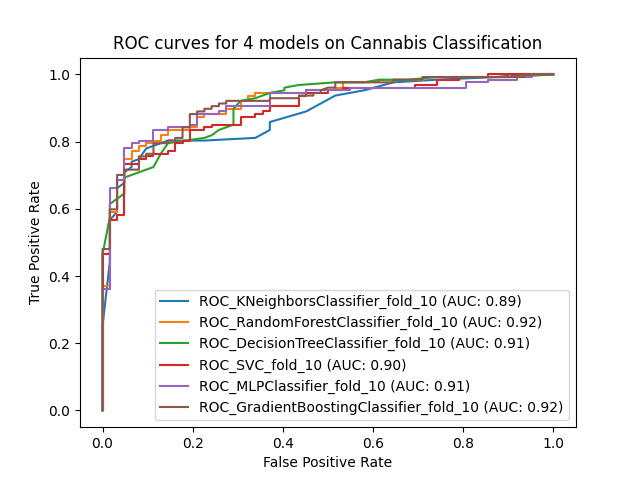 ROC curves for 4 models on Cannabis Classification
True Positive Rate
1.0
0.8
0.6
0.4
0.2
0.0
ROC_KNeighborsClassifier_fold_10 (AUC: 0.89)
ROC_RandomForestClassifier_fold_10 (AUC: 0.92)
ROC_DecisionTreeClassifier_fold_10 (AUC: 0.91)
ROC_SVC_fold_10 (AUC: 0.90)
ROC_MLPClassifier_fold_10 (AUC: 0.91)
ROC_GradientBoostingClassifier_fold_10 (AUC: 0.92)
0.0 0.2 0.4 0.6 0.8 1.0
False Positive Rate